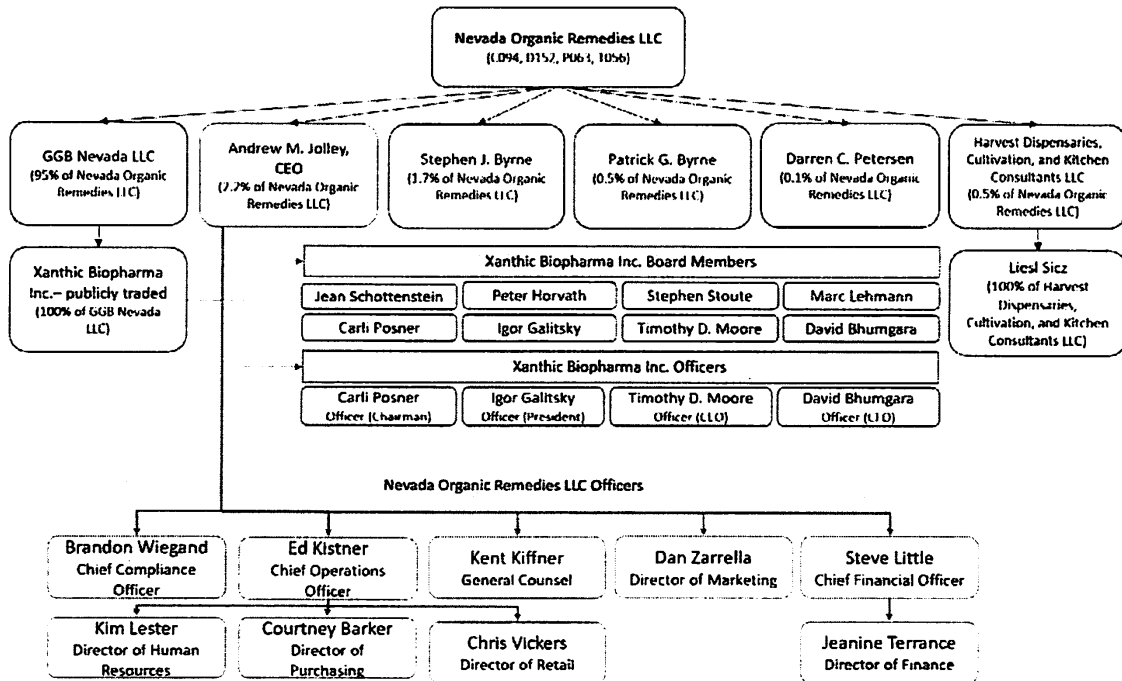 Nevada Organic Remedies LLC
(C094, D152, P063, T056)
GGB Nevada LLC
(95% of Nevada Organic
Remedies LLC)
Andrew M. Jolley,
CEO
(2.2% of Nevada Organic
Remedies LLC)
Stephen J. Byrne
(1.7% of Nevada Organic
Remedies LLC)
Patrick G. Byrne
(0.5% of Nevada Organic
Remedies LLC)
Darren C. Petersen
(0.1% of Nevada Organic
Remedies LLC)
Harvest Dispensaries,
Cultivation, and Kitchen
Consultants LLC
(0.5% of Nevada Organic
Remedies LLC)
Xanthic Biopharma
Inc.– publicly traded
(100% of GGB Nevada
LLC)
Xanthic Biopharma Inc. Board Members
Jean Schottenstein
Peter Horvath
Stephen Stoute
Marc Lehmann
Carli Posner
Igor Galitsky
Timothy D. Moore
David Bhumgara
Liesl Sicz
(100% of Harvest
Dispensaries,
Cultivation, and Kitchen
Consultants LLC)
Xanthic Biopharma Inc. Officers
Carli Posner
Officer (Chairman)
Igor Galitsky
Officer (President)
Timothy D. Moore
Officer (CEO)
David Bhumgara
Officer (CFO)
Nevada Organic Remedies LLC Officers
Brandon Wiegand
Chief Compliance
Officer
Ed Kistner
Chief Operations
Officer
Kent Kiffner
General Counsel
Dan Zarrella
Director of Marketing
Steve Little
Chief Financial Officer
Kim Lester
Director of Human
Resources
Courtney Barker
Director of
Purchasing
Chris Vickers
Director of Retail
Jeanine Terrance
Director of Finance